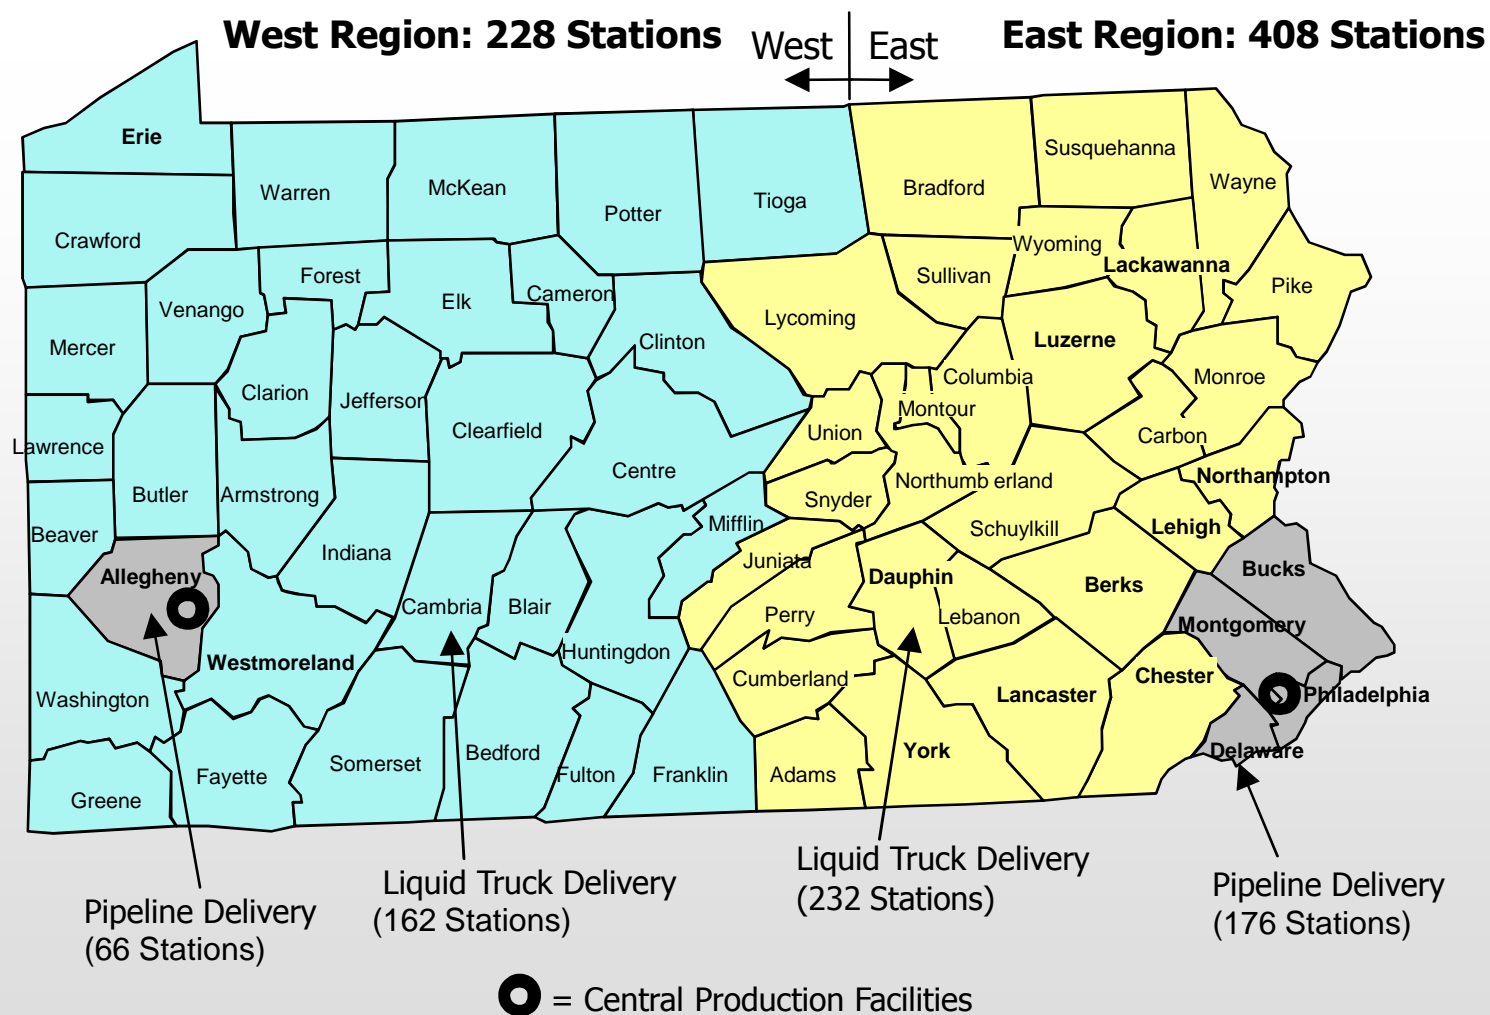 West Region: 228 Stations
West East
East Region: 408 Stations
Erie
Warren
McKean
Potter
Tioga
Bradford
Susquehanna
Wayne
Crawford
Forest
Venango
Elk
Cameron
Clinton
Lycoming
Sullivan
Wyoming
Lackawanna
Pike
Mercer
Clarion
Jefferson
Clearfield
Centre
Union
Montour
Columbia
Luzerne
Monroe
Carbon
Lawrence
Butler
Armstrong
Indiana
Mifflin
Snyder
Northumb erland
Schuylkill
Northampton
Lehigh
Beaver
Allegheny
Cambria
Blair
Huntingdon
Juniata
Perry
Dauphin
Lebanon
Berks
Bucks
Montgomery
Washington
Westmoreland
Cumberland
Lancaster
Chester
Philadelphia
Delaware
Greene
Fayette
Somerset
Bedford
Fulton
Franklin
Adams
York
Pipeline Delivery
(66 Stations)
Liquid Truck Delivery
(162 Stations)
Liquid Truck Delivery
(232 Stations)
Pipeline Delivery
(176 Stations)
= Central Production Facilities